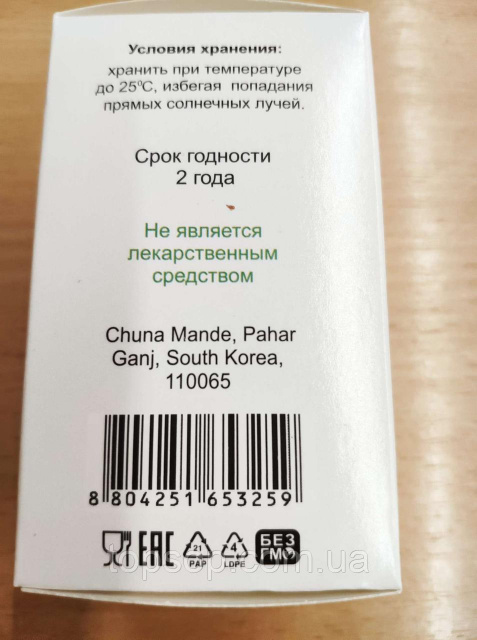 Условия хранения:
хранить при температуре
до 25⁰С, избегая попадания
прямых солнечных лучей.
Срок годности
2 года
Не является
лекарственным
средством
Chuna Mande, Pahar
Ganj, South Korea,
110065
8 804251 653259
EAC 21 4 БЕЗ
PAP LDPE ГМО
topsop.com.ua